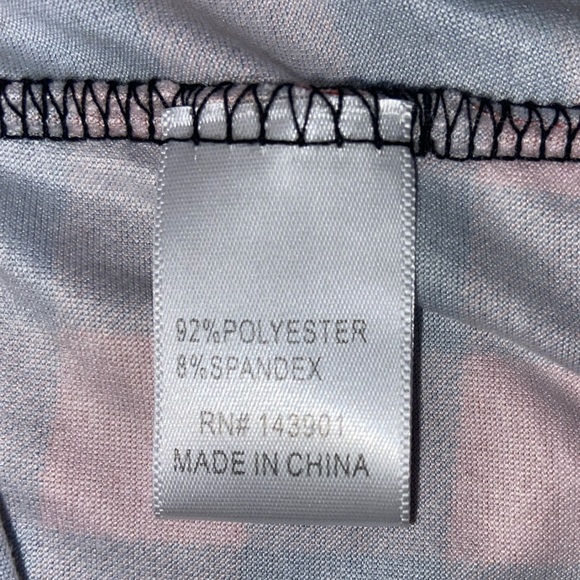 92%POLYESTER
8%SPANDEX
RN# 143901
MADE IN CHINA